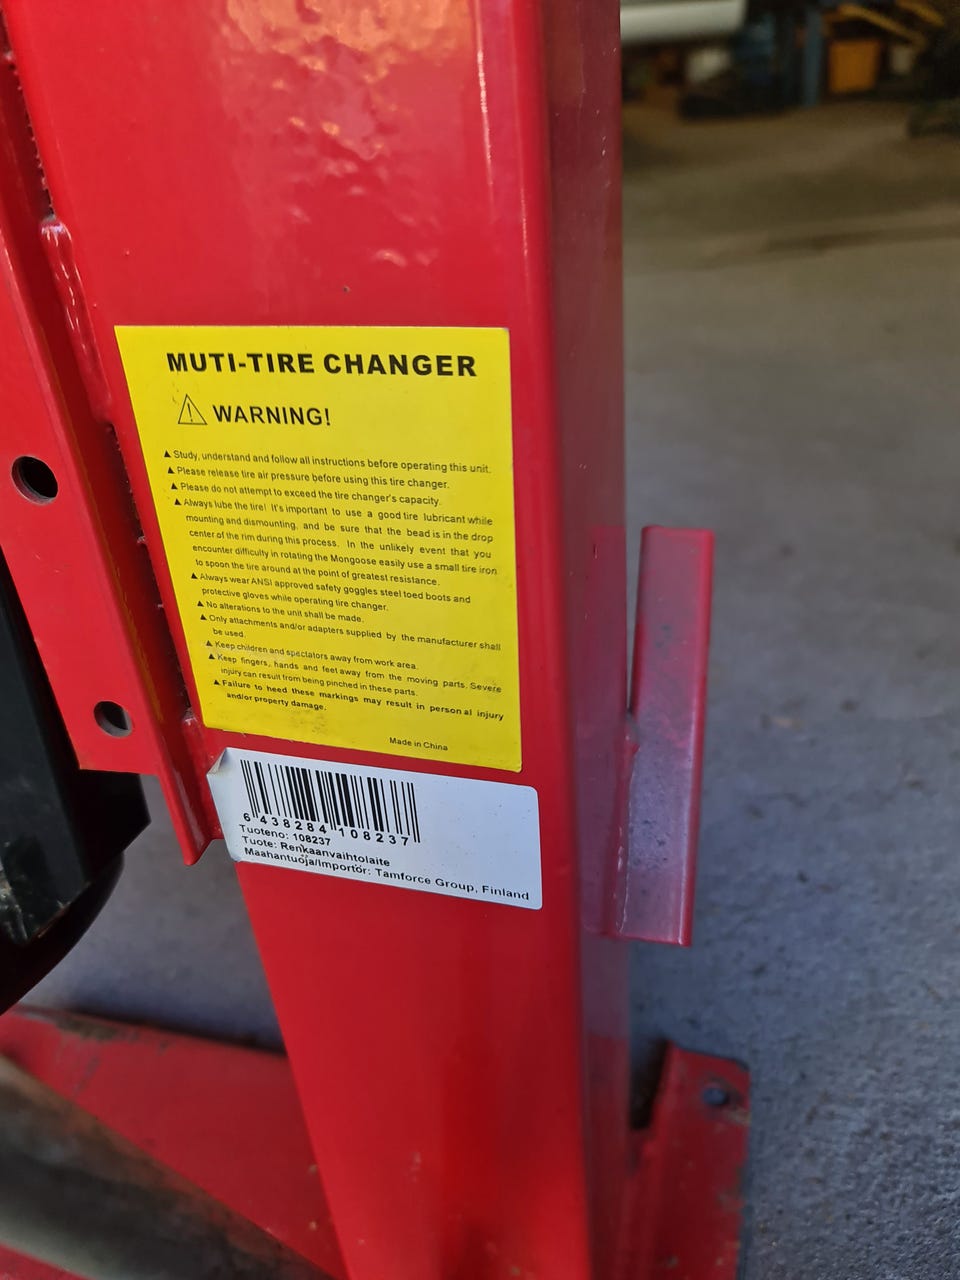 MUTI-TIRE CHANGER
WARNING!
▲ Study, understand and follow all instructions before operating this unit.
▲ Please release tire air pressure before using this tire changer.
▲ Please do not attempt to exceed the tire changer's capacity.
▲ Always lube the tire! It's important to use a good tire lubricant while
mounting and dismounting, and be sure that the bead is in the drop
center of the rim during this process. In the unlikely event that you
encounter difficulty in rotating the Mongoose easily use a small tire iron
to spoon the tire around at the point of greatest resistance.
▲ Always wear ANSI approved safety goggles steel toed boots and
protective gloves while operating tire changer.
▲ No alterations to the unit shall be made.
▲ Only attachments and/or adapters supplied by the manufacturer shall
be used.
▲ Keep children and spectators away from work area.
▲ Keep fingers, hands and feet away from the moving parts. Severe
injury can result from being pinched in these parts.
▲ Failure to heed these markings may result in person al injury
and/or property damage.
Made in China
6 438284 108237
Tuoteno: 108237
Tuote: Renkaanvaihtolaite
Maahantuoja/Importör: Tamforce Group, Finland